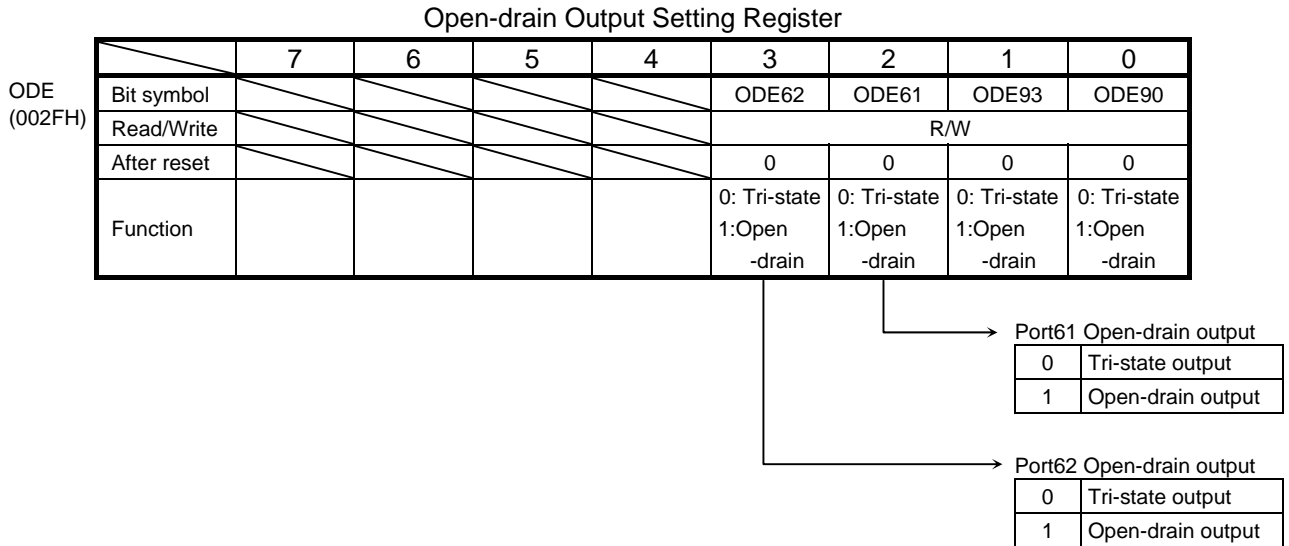 Open-drain Output Setting Register
7 6 5 4 3 2 1 0
ODE
(002FH)
Bit symbol ODE62 ODE61 ODE93 ODE90
Read/Write R/W
After reset 0 0 0 0
Function
0: Tri-state 0: Tri-state 0: Tri-state 0: Tri-state
1:Open 1:Open 1:Open 1:Open
-drain -drain -drain -drain
Port61 Open-drain output
0 Tri-state output
1 Open-drain output
Port62 Open-drain output
0 Tri-state output
1 Open-drain output